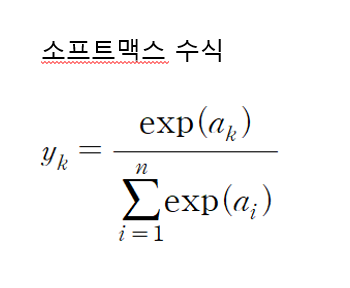 소프트맥스 수식
y_k = exp(a_k) / ∑_{i=1}^{n} exp(a_i)